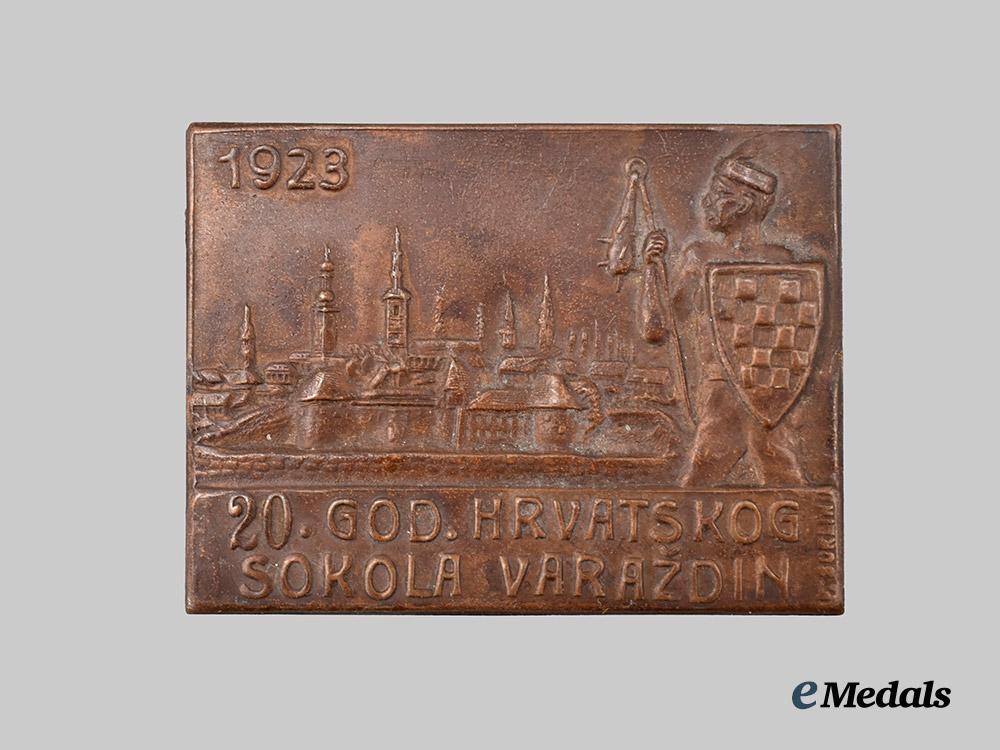 1923
20. GOD. HRVATSKOG
SOKOLA VARAŽDIN
eMedals